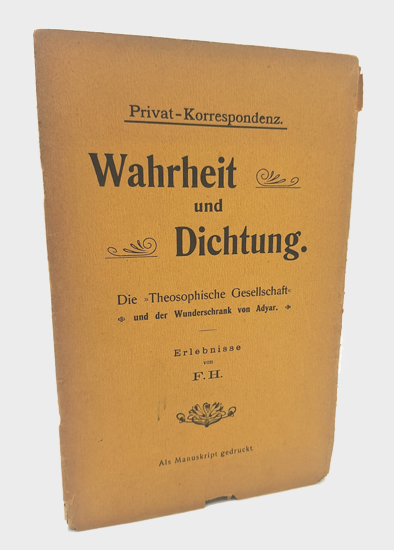 Privat-Korrespondenz.
Wahrheit
und
Dichtung.
Die »Theosophische Gesellschaft«
und der Wunderschrank von Adyar.
Erlebnisse
von
F. H.
Als Manuskript gedruckt